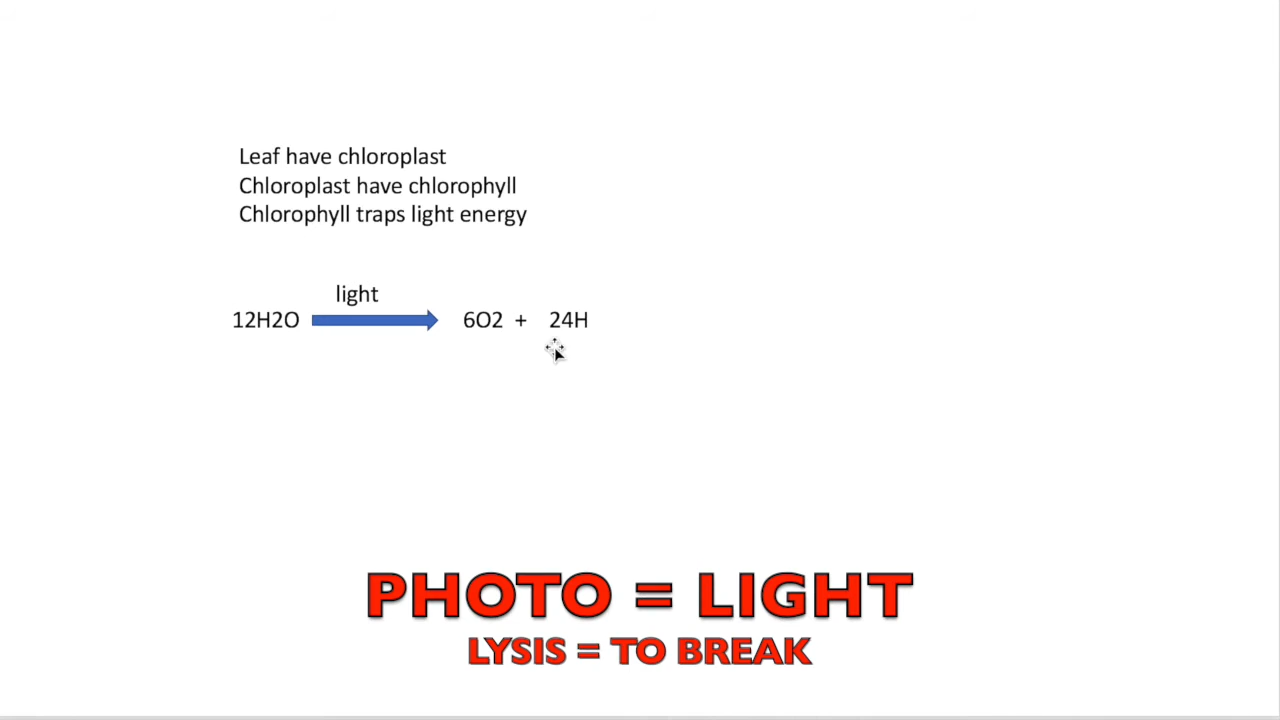 Leaf have chloroplast
Chloroplast have chlorophyll
Chlorophyll traps light energy
light
12H2O 6O2 + 24H
PHOTO = LIGHT
LYSIS = TO BREAK